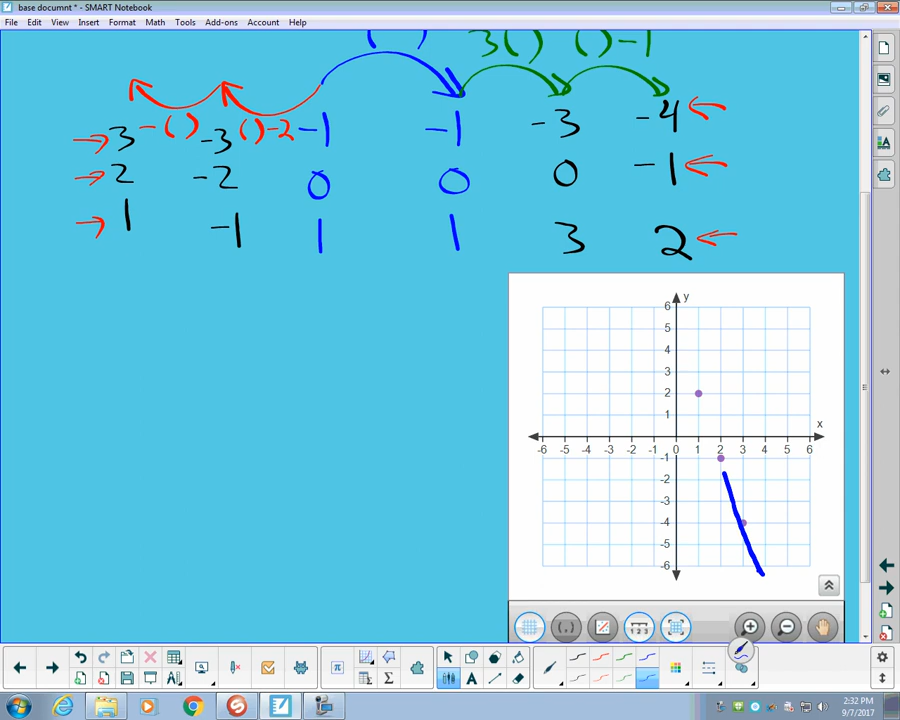 base documnt * - SMART Notebook
File Edit View Insert Format Math Tools Add-ons Account Help
( ) 3( ) ( )-1
-( ) ( )-2
→ 3 -3 -1 -1 -3 -4 ←
→ 2 -2 0 0 0 -1 ←
→ 1 -1 1 1 3 2 ←
y
6
5
4
3
2
1
x
-6 -5 -4 -3 -2 -1 0 1 2 3 4 5 6
-1
-2
-3
-4
-5
-6
( , )
1 2 3
π
A
Σ
2:32 PM
9/7/2017